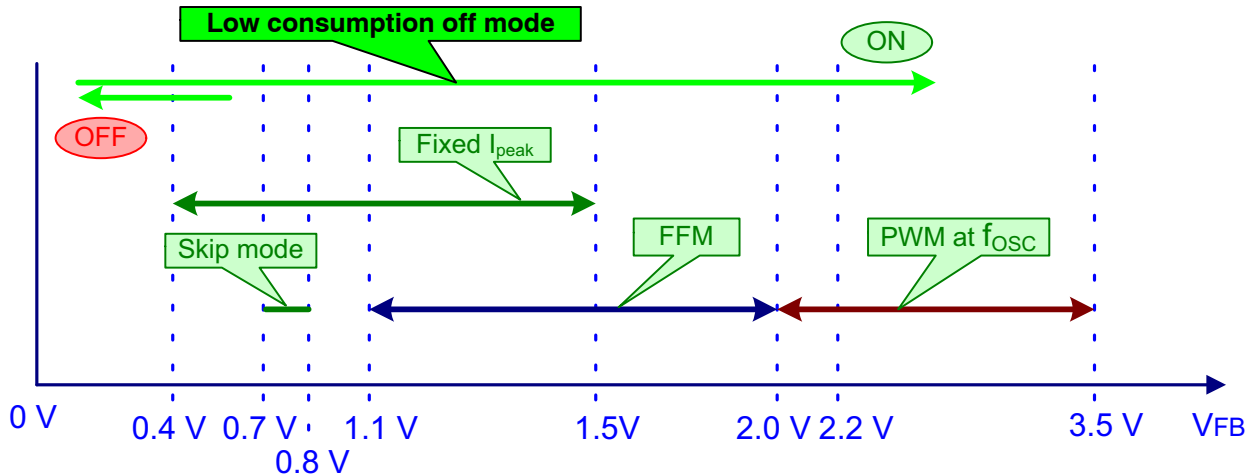 Low consumption off mode
ON
OFF
Fixed Ipeak
Skip mode
FFM
PWM at fOSC
0 V
0.4 V
0.7 V
0.8 V
1.1 V
1.5V
2.0 V
2.2 V
3.5 V
VFB